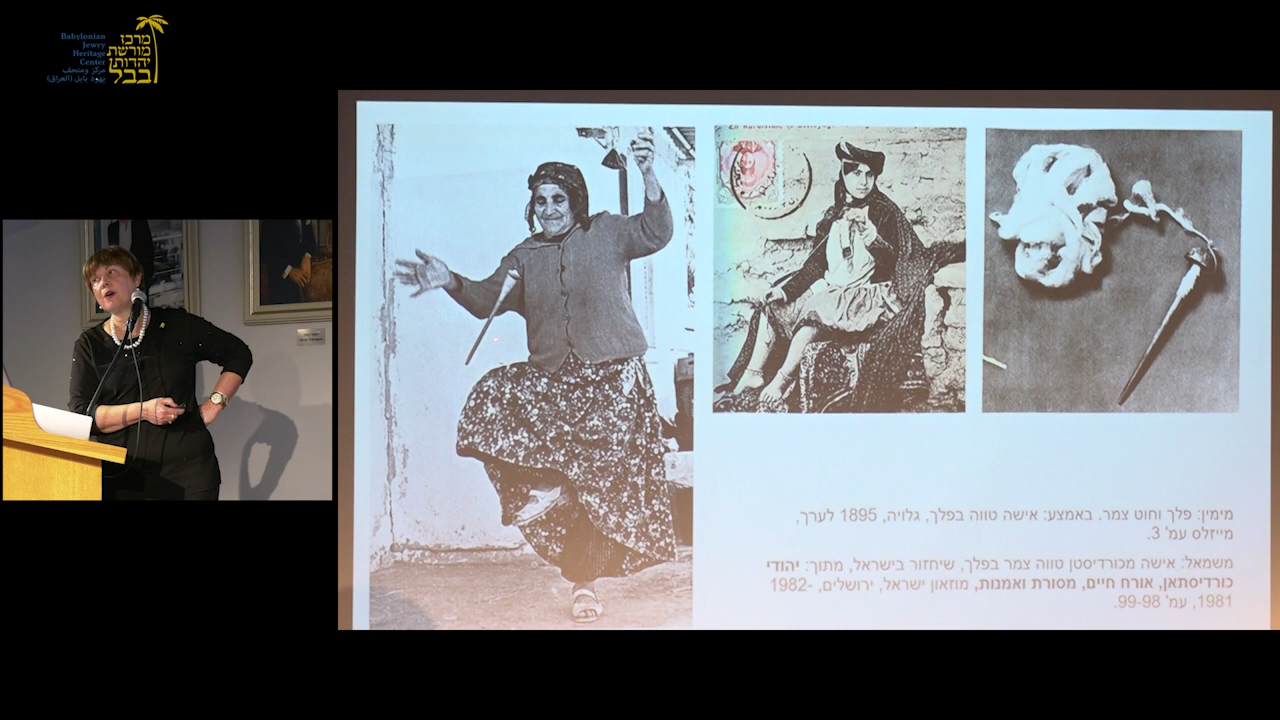 Babylonian
Jewry
Heritage
Center
مركز ومتحف
يهود بابل (العراق)
מרכז
מורשת
יהדות
בבל
מימין: פלך וחוט צמר. באמצע: אישה טווה בפלך, גלויה, 1895 לערך,
מייזלס עמ' 3.
משמאל: אישה מכורדיסטן טווה צמר בפלך, שיחזור בישראל, מתוך: יהודי
כורדיסתאן, אורח חיים, מסורת ואמנות, מוזאון ישראל, ירושלים, 1982-
1981, עמ' 99-98.